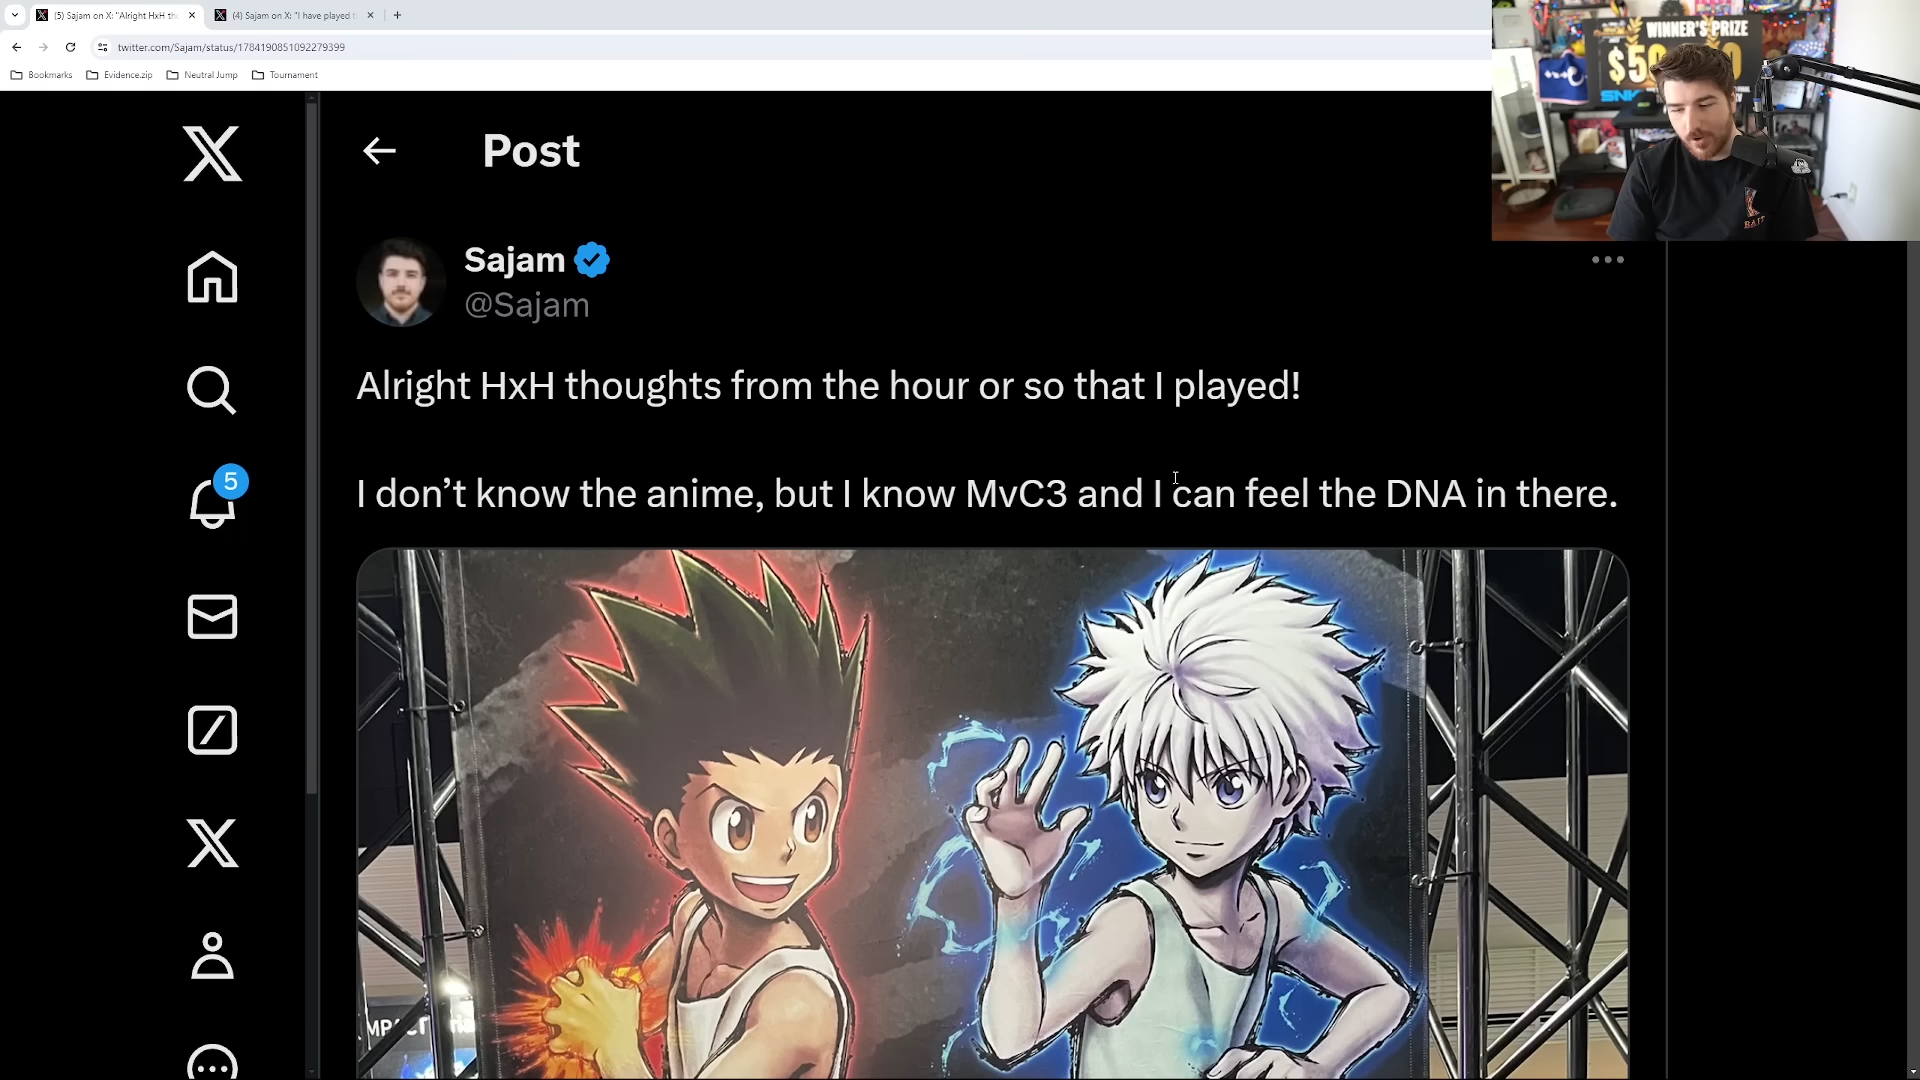 (5) Sajam on X: "Alright HxH th
(4) Sajam on X: "I have played t
twitter.com/Sajam/status/1784190851092279399
Bookmarks
Evidence.zip
Neutral Jump
Tournament
WINNER'S PRIZE
SNK
BAIT
Post
Sajam
@Sajam
Alright HxH thoughts from the hour or so that I played!
5
I don't know the anime, but I know MvC3 and I can feel the DNA in there.